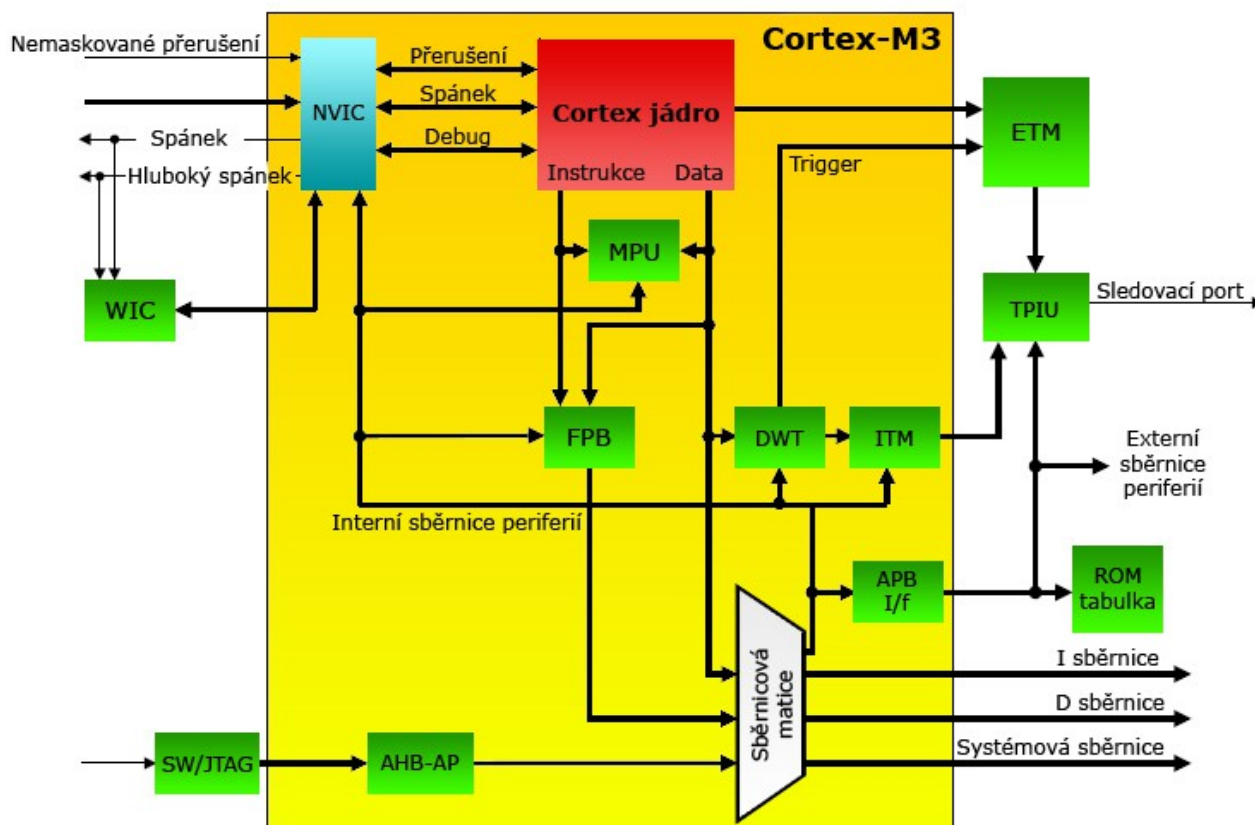 Cortex-M3
Nemaskované přerušení
NVIC
Přerušení
Spánek
Debug
Cortex jádro
Instrukce
Data
Spánek
Hluboký spánek
Trigger
ETM
MPU
WIC
TPIU
Sledovací port
FPB
DWT
ITM
Externí
sběrnice
periferií
Interní sběrnice periferií
APB
I/f
ROM
tabulka
Sběrnicová
matice
I sběrnice
D sběrnice
Systémová sběrnice
SW/JTAG
AHB-AP